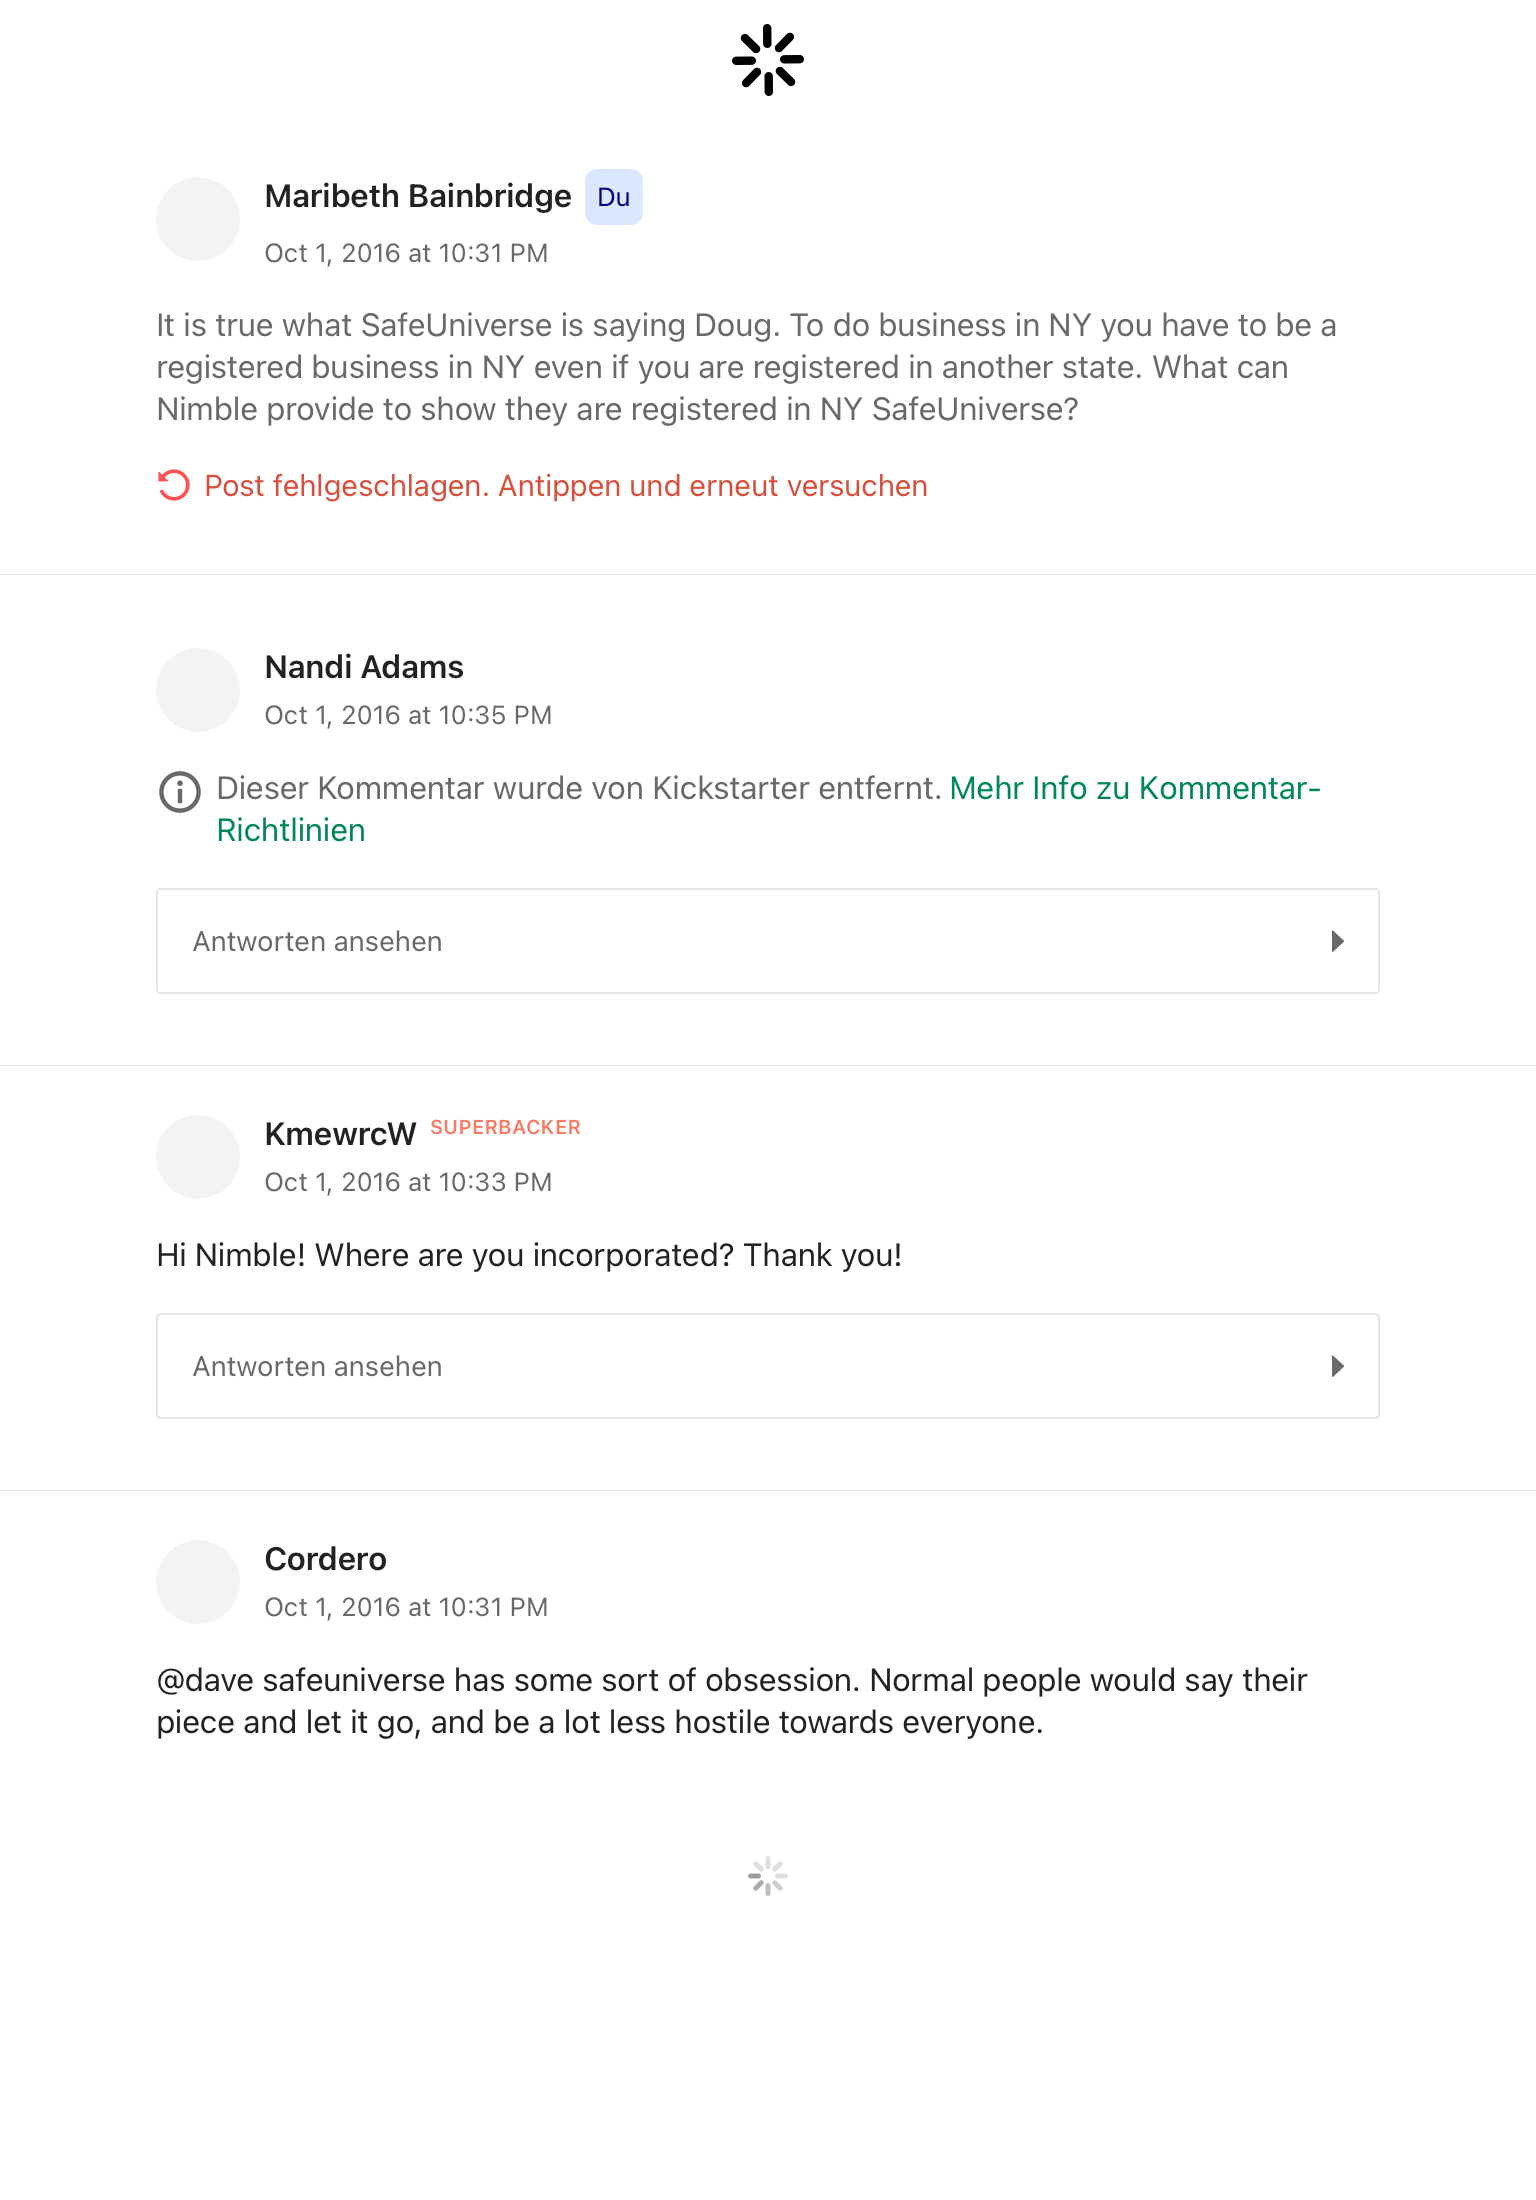 Maribeth Bainbridge Du
Oct 1, 2016 at 10:31 PM
It is true what SafeUniverse is saying Doug. To do business in NY you have to be a
registered business in NY even if you are registered in another state. What can
Nimble provide to show they are registered in NY SafeUniverse?
Post fehlgeschlagen. Antippen und erneut versuchen
Nandi Adams
Oct 1, 2016 at 10:35 PM
Dieser Kommentar wurde von Kickstarter entfernt. Mehr Info zu Kommentar-
Richtlinien
Antworten ansehen
KmewrcW SUPERBACKER
Oct 1, 2016 at 10:33 PM
Hi Nimble! Where are you incorporated? Thank you!
Antworten ansehen
Cordero
Oct 1, 2016 at 10:31 PM
@dave safeuniverse has some sort of obsession. Normal people would say their
piece and let it go, and be a lot less hostile towards everyone.